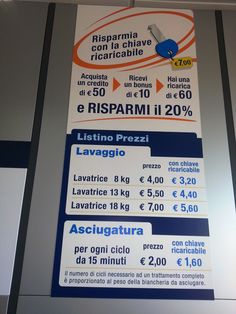 Risparmia
con la chiave
ricaricabile
€7,00
Acquista un credito di €50
Ricevi un bonus di €10
Hai una ricarica di €60
e RISPARMI il 20%
Listino Prezzi
Lavaggio
prezzo con chiave ricaricabile
Lavatrice 8 kg € 4,00 € 3,20
Lavatrice 13 kg € 5,50 € 4,40
Lavatrice 18 kg € 7,00 € 5,60
Asciugatura
prezzo con chiave ricaricabile
per ogni ciclo
da 15 minuti € 2,00 € 1,60
Il numero di cicli necessario ad un trattamento completo
è proporzionato al peso della biancheria da asciugare.